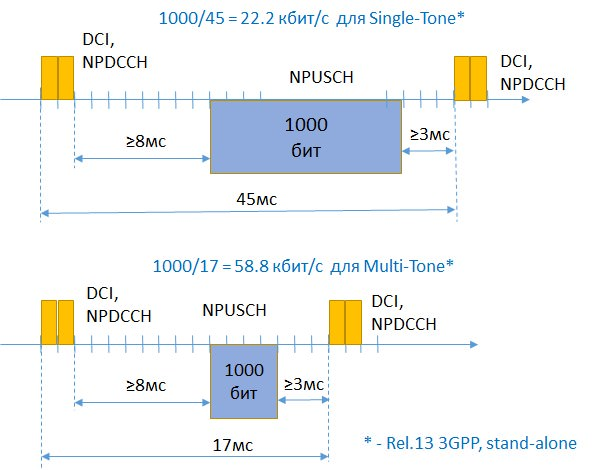 1000/45 = 22.2 кбит/с для Single-Tone*
DCI,
NPDCCH
NPUSCH
DCI,
NPDCCH
1000
бит
≥8мс
≥3мс
45мс
1000/17 = 58.8 кбит/с для Multi-Tone*
DCI,
NPDCCH
NPUSCH
DCI,
NPDCCH
1000
бит
≥8мс
≥3мс
17мс
* - Rel.13 3GPP, stand-alone